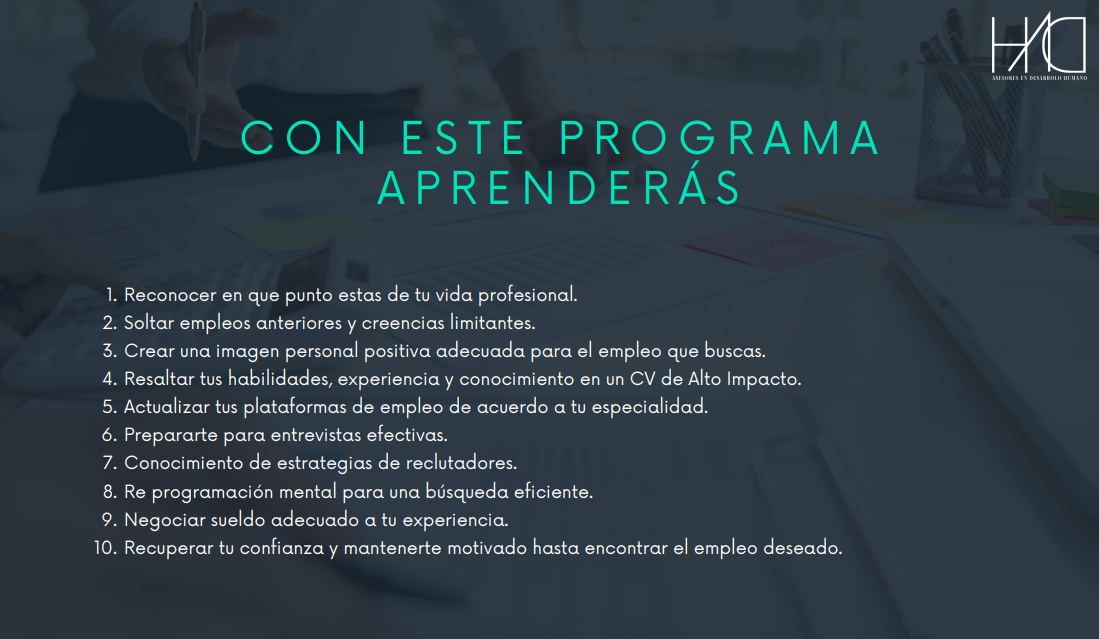 HAD
ASESORES EN DESARROLLO HUMANO
CON ESTE PROGRAMA
APRENDERÁS
1. Reconocer en que punto estas de tu vida profesional.
2. Soltar empleos anteriores y creencias limitantes.
3. Crear una imagen personal positiva adecuada para el empleo que buscas.
4. Resaltar tus habilidades, experiencia y conocimiento en un CV de Alto Impacto.
5. Actualizar tus plataformas de empleo de acuerdo a tu especialidad.
6. Prepararte para entrevistas efectivas.
7. Conocimiento de estrategias de reclutadores.
8. Re programación mental para una búsqueda eficiente.
9. Negociar sueldo adecuado a tu experiencia.
10. Recuperar tu confianza y mantenerte motivado hasta encontrar el empleo deseado.